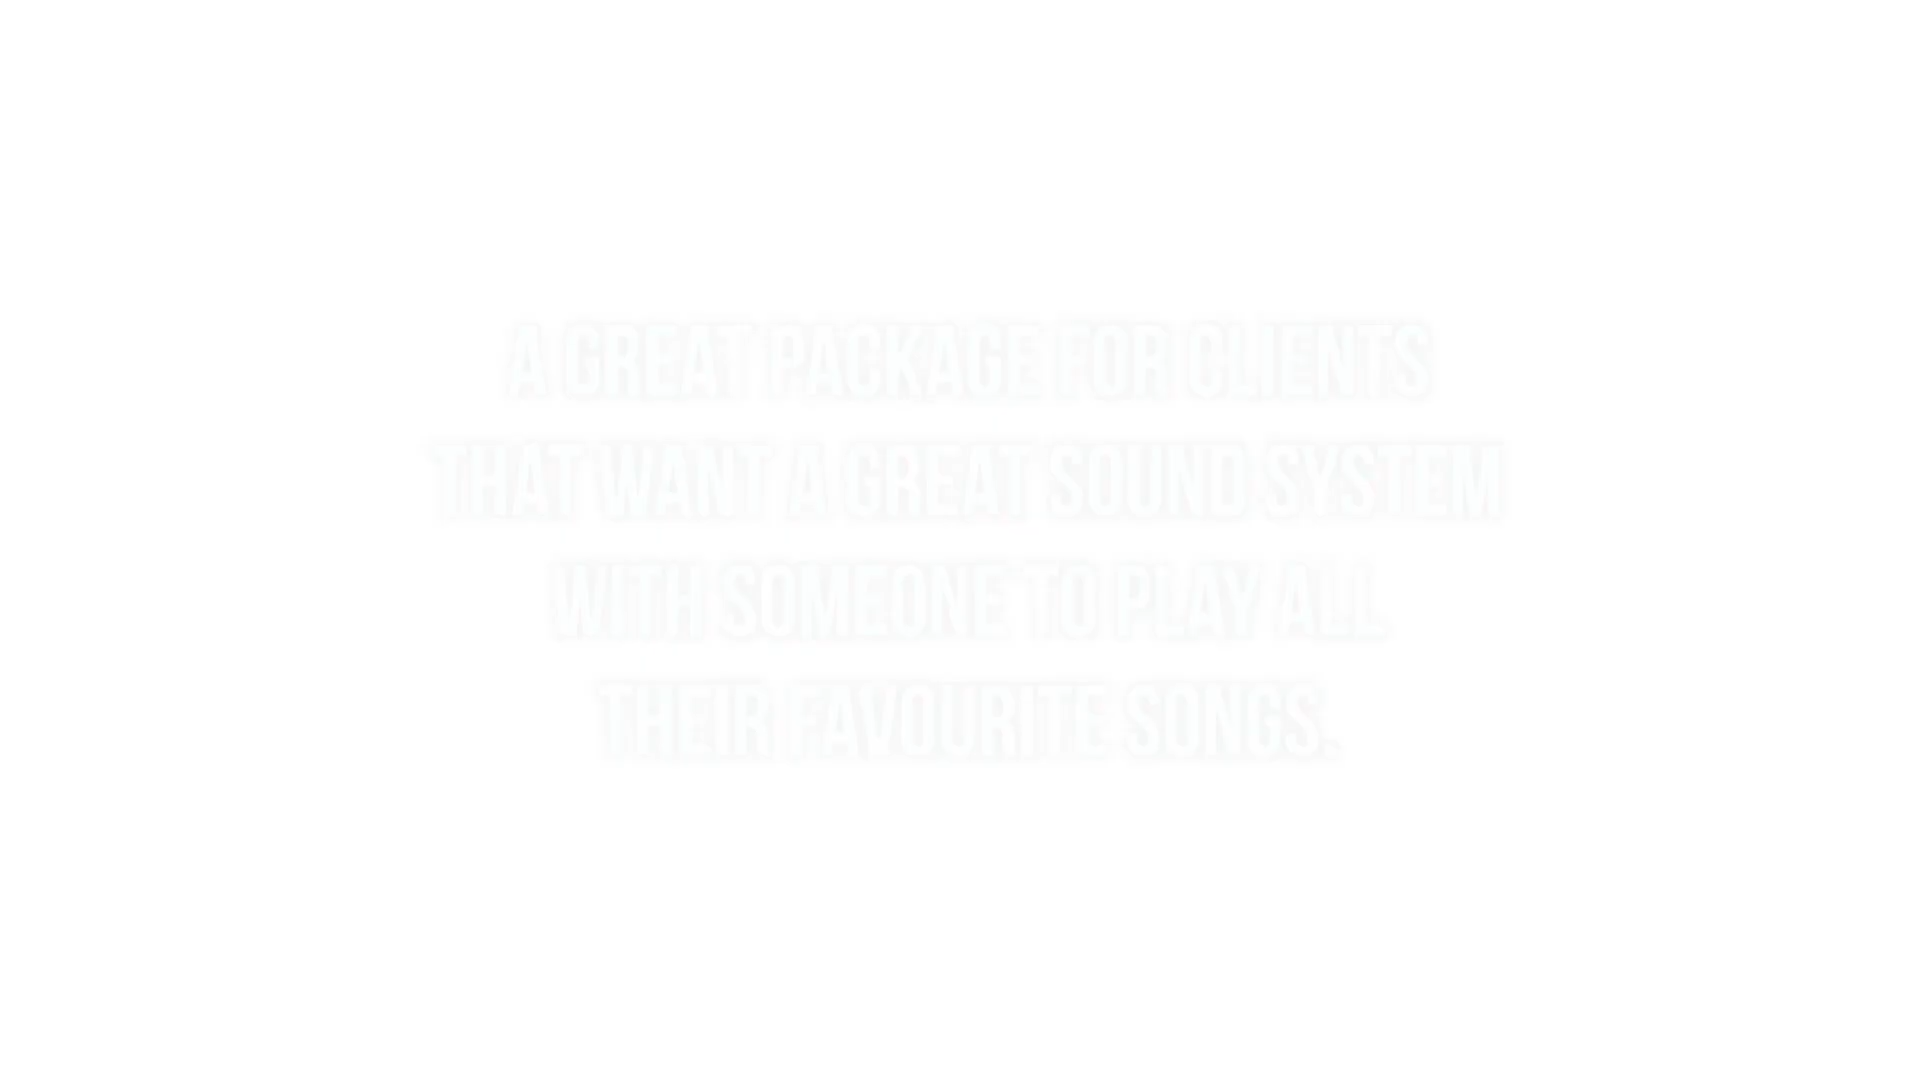 A GREAT PACKAGE FOR CLIENTS
THAT WANT A GREAT SOUND SYSTEM
WITH SOMEONE TO PLAY ALL
THEIR FAVOURITE SONGS.